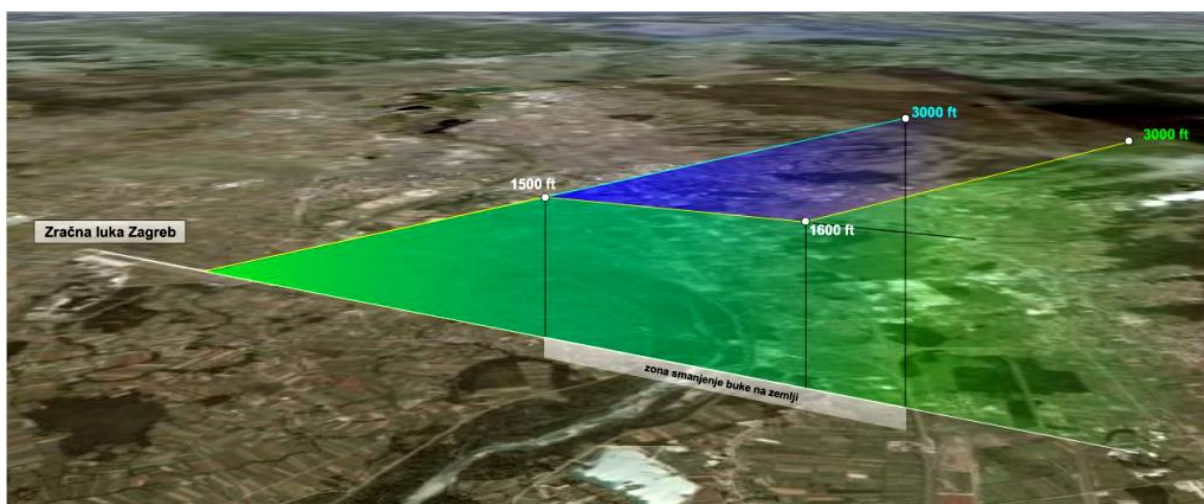 3000 ft
3000 ft
1500 ft
Zračna luka Zagreb
1600 ft
zona smanjenje buke na zemlji